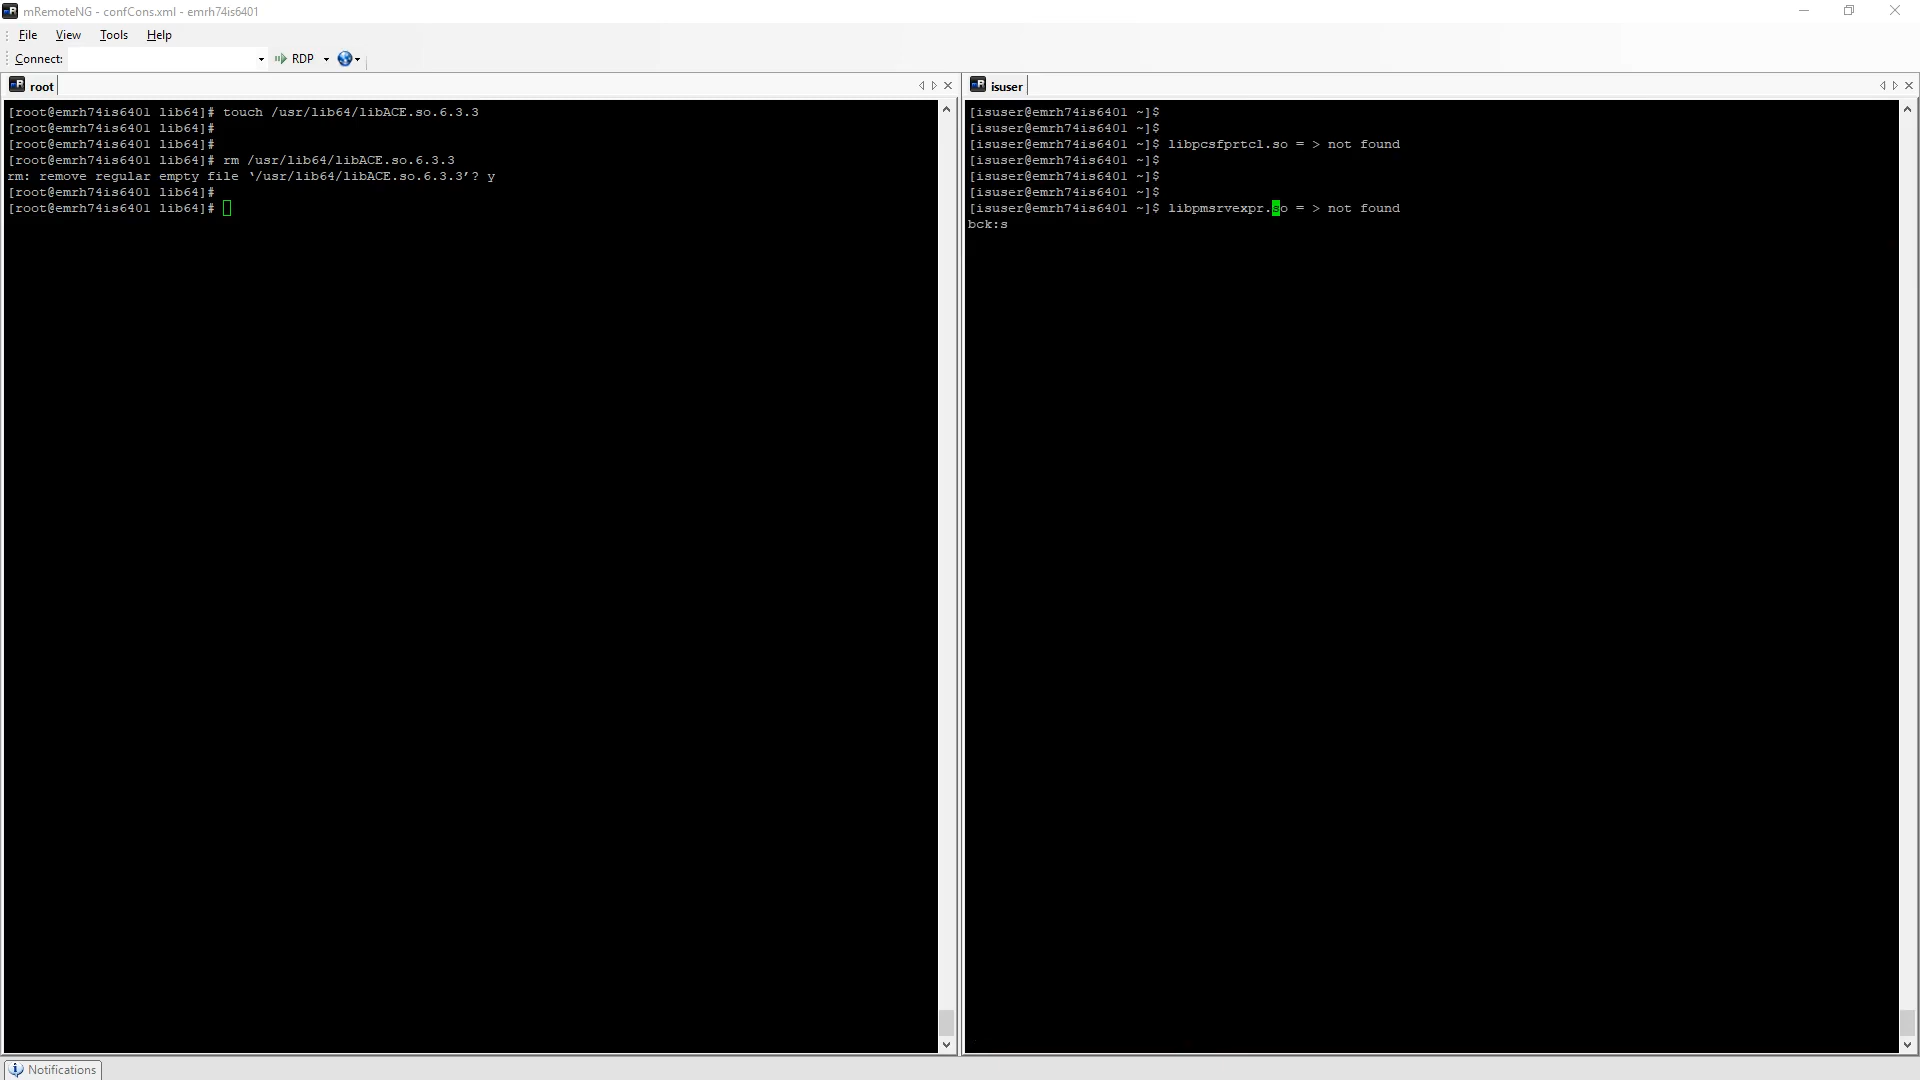 mRemoteNG - confCons.xml - emrh74is6401
File View Tools Help
Connect: RDP
root
[root@emrh74is6401 lib64]# touch /usr/lib64/libACE.so.6.3.3
[root@emrh74is6401 lib64]#
[root@emrh74is6401 lib64]#
[root@emrh74is6401 lib64]# rm /usr/lib64/libACE.so.6.3.3
rm: remove regular empty file ‘/usr/lib64/libACE.so.6.3.3’? y
[root@emrh74is6401 lib64]#
[root@emrh74is6401 lib64]#
isuser
[isuser@emrh74is6401 ~]$
[isuser@emrh74is6401 ~]$
[isuser@emrh74is6401 ~]$ libpcsfprtcl.so = > not found
[isuser@emrh74is6401 ~]$
[isuser@emrh74is6401 ~]$
[isuser@emrh74is6401 ~]$
[isuser@emrh74is6401 ~]$ libpmsrvexpr.so = > not found
bck:s
Notifications